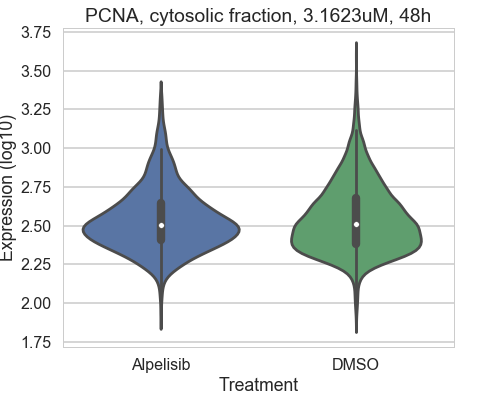 PCNA, cytosolic fraction, 3.1623uM, 48h
3.75
3.50
3.25
3.00
2.75
2.50
2.25
2.00
1.75
Expression (log10)
Alpelisib DMSO
Treatment